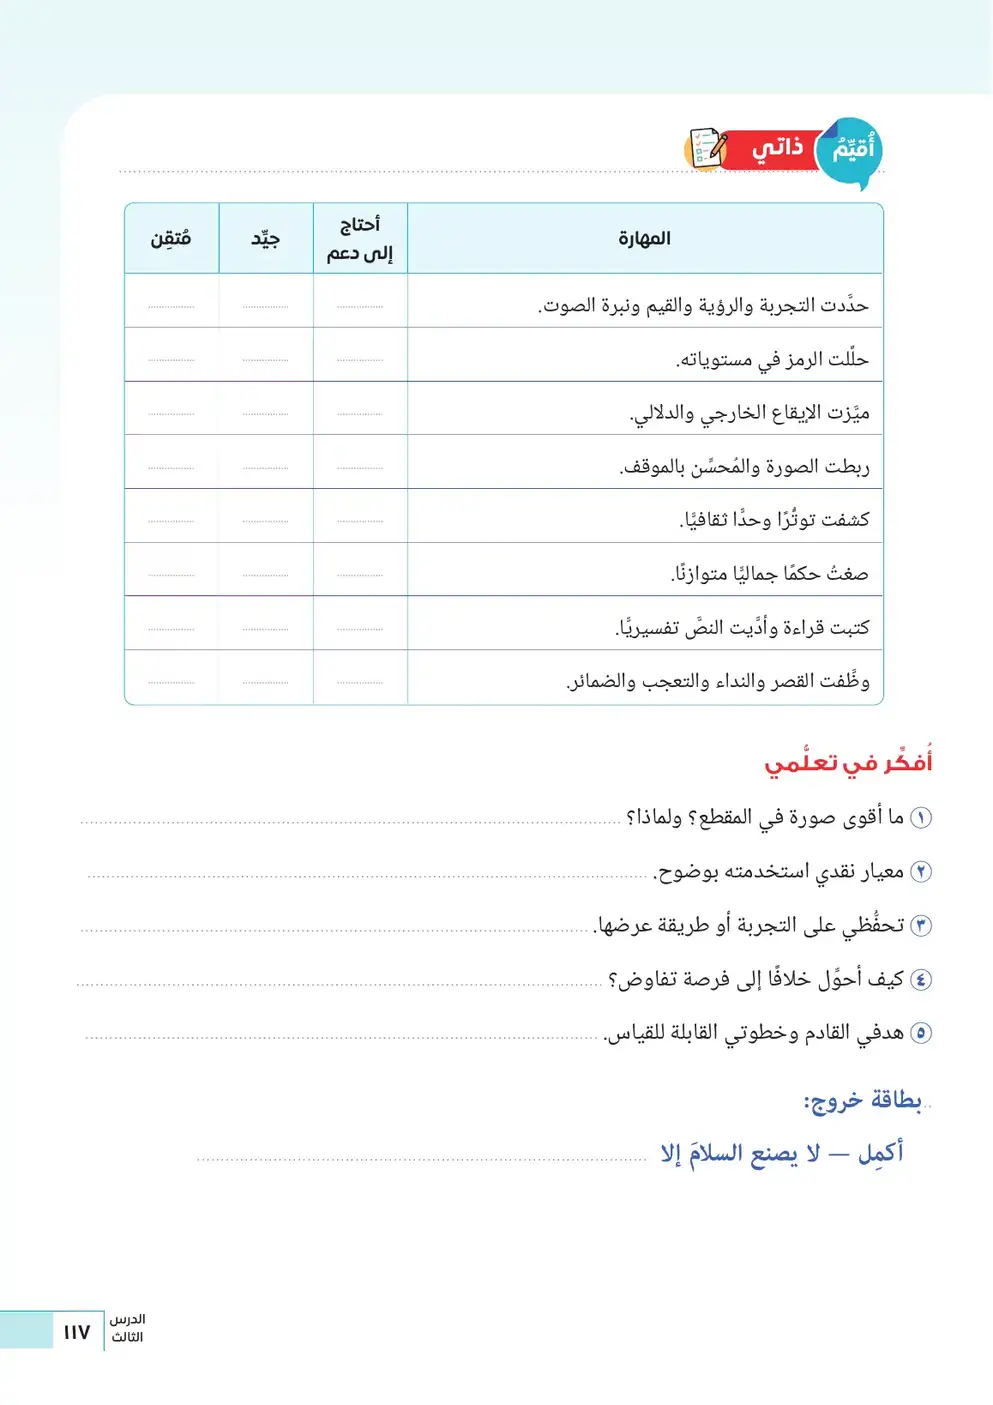 أُقيِّمُ ذاتي
المهارة
أحتاج إلى دعم
جيِّد
مُتقِن
حدَّدت التجربة والرؤية والقيم ونبرة الصوت.
حلَّلت الرمز في مستوياته.
ميَّزت الإيقاع الخارجي والدلالي.
ربطت الصورة والمُحسِّن بالموقف.
كشفت توتُّرًا وحدًّا ثقافيًّا.
صغتُ حكمًا جماليًّا متوازنًا.
كتبت قراءة وأدَّيت النصَّ تفسيريًّا.
وظَّفت القصر والنداء والتعجب والضمائر.
أُفكِّر في تعلُّمي
١ ما أقوى صورة في المقطع؟ ولماذا؟
٢ معيار نقدي استخدمته بوضوح.
٣ تحفُّظي على التجربة أو طريقة عرضها.
٤ كيف أحوَّل خلافًا إلى فرصة تفاوض؟
٥ هدفي القادم وخطوتي القابلة للقياس.
بطاقة خروج:
أكمِل — لا يصنع السلامَ إلا
الدرس
الثالث
١١٧